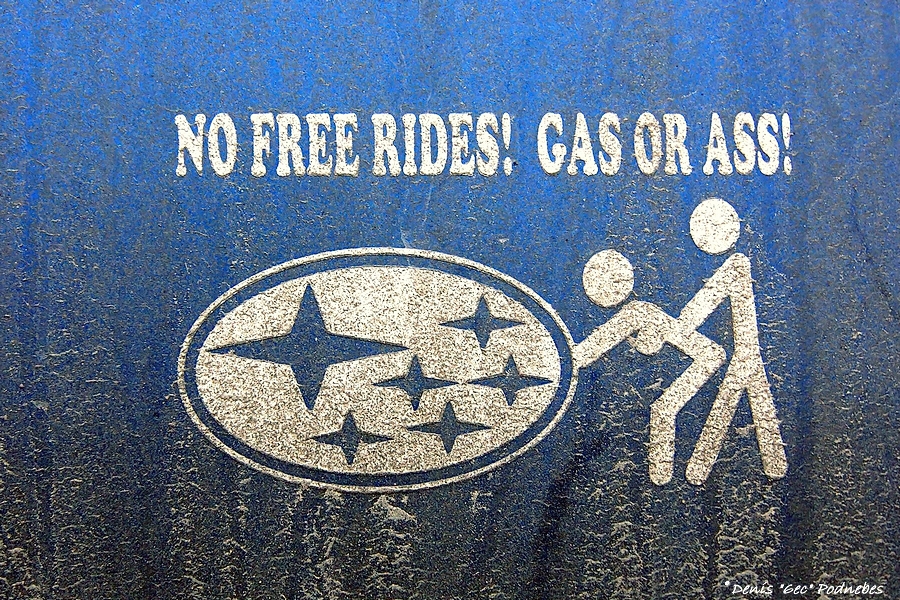 NO FREE RIDES! GAS OR ASS!
*Denis "6ec" Podnebes